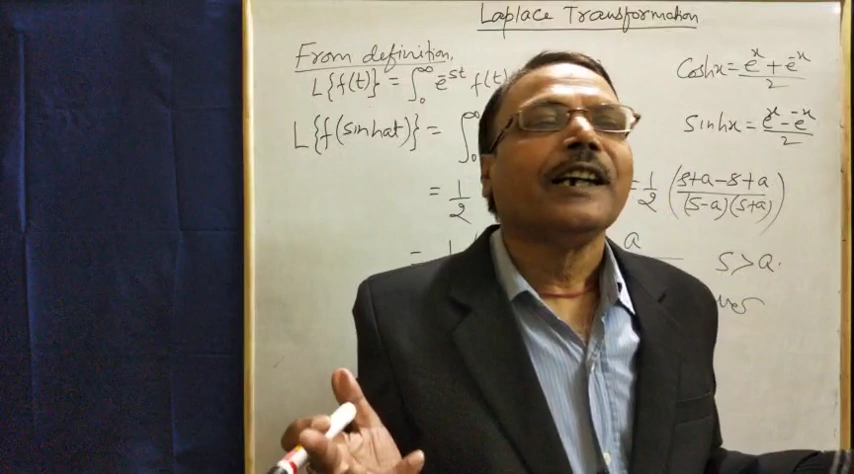 Laplace Transformation
From definition,
L{f(t)} = ∫₀^∞ e^-st f(t)
L{f(sinhat)} = ∫₀^∞
= 1/2
= 1/2 (s+a-s+a/(s-a)(s+a))
a
s>a.
Coshx = e^x + e^-x/2
Sinhx = e^x - e^-x/2